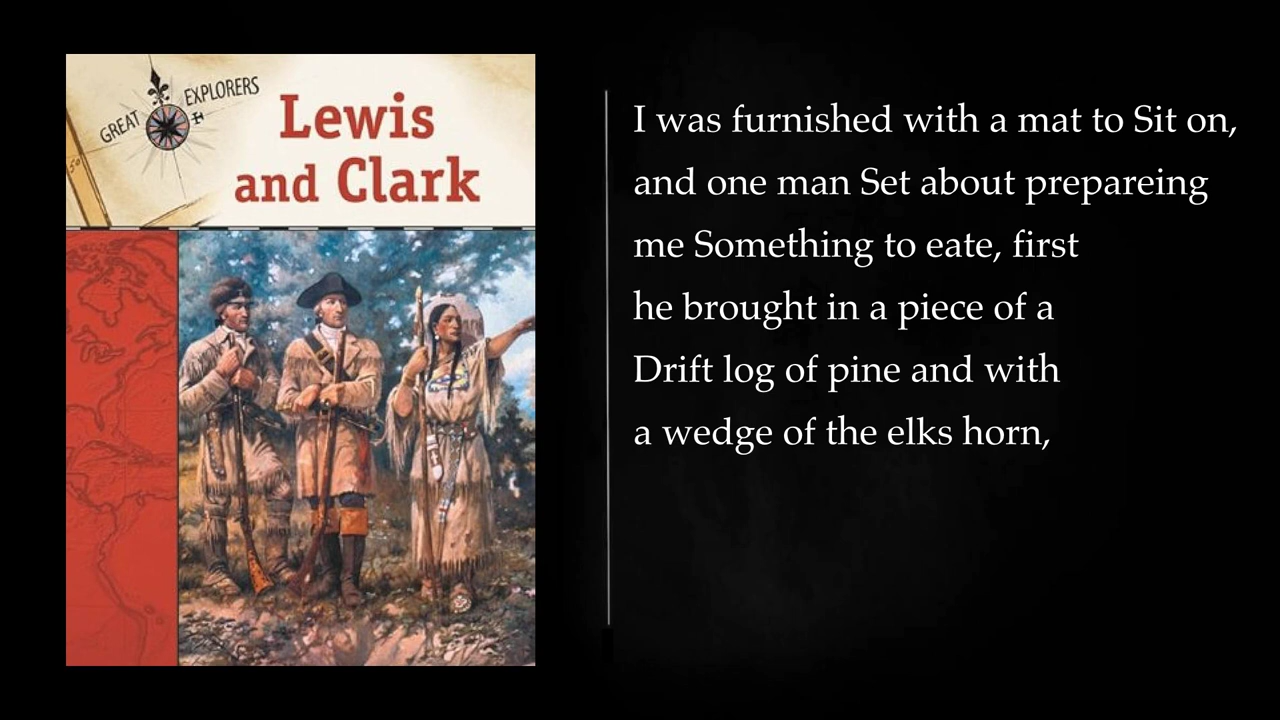 GREAT EXPLORERS
Lewis
and Clark
50
I was furnished with a mat to Sit on,
and one man Set about prepareing
me Something to eate, first
he brought in a piece of a
Drift log of pine and with
a wedge of the elks horn,